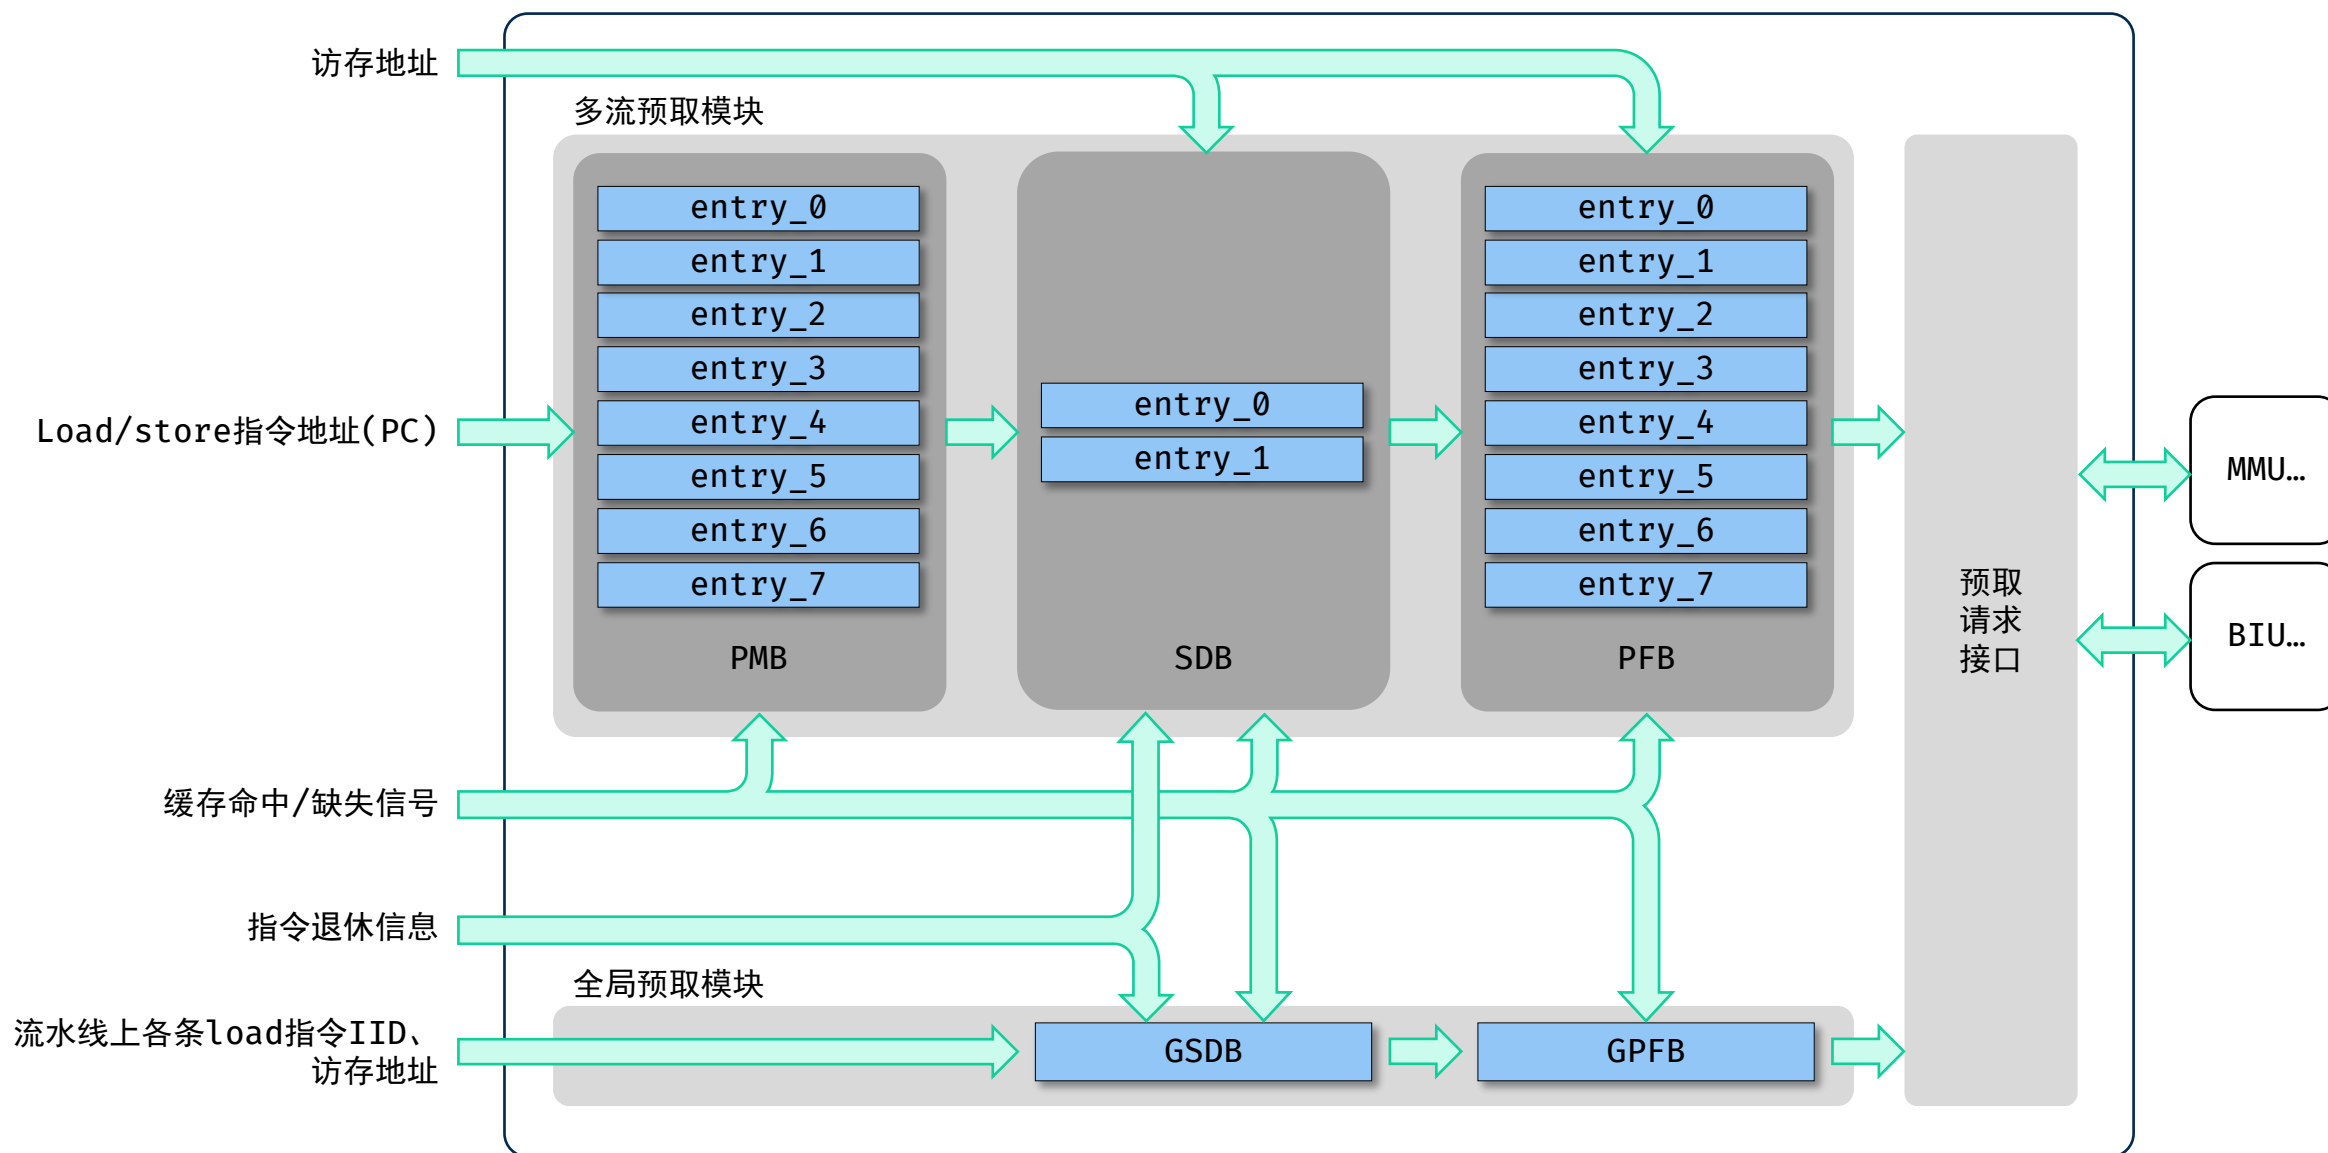 访存地址
多流预取模块
entry_0
entry_1
entry_2
entry_3
entry_4
entry_5
entry_6
entry_7
PMB
entry_0
entry_1
SDB
entry_0
entry_1
entry_2
entry_3
entry_4
entry_5
entry_6
entry_7
PFB
Load/store指令地址(PC)
预取
请求
接口
MMU…
BIU…
缓存命中/缺失信号
指令退休信息
全局预取模块
流水线上各条load指令IID、
访存地址
GSDB
GPFB